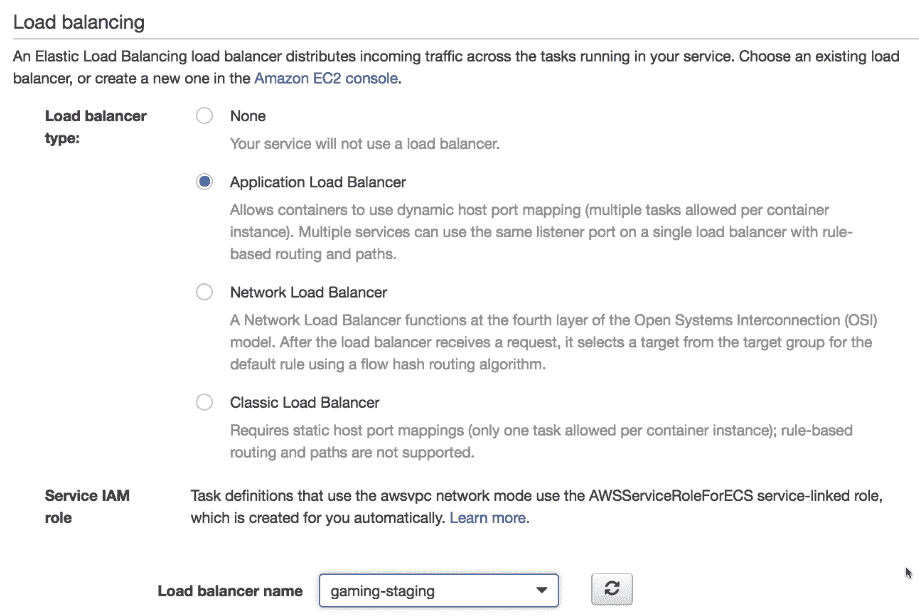 Load balancing
An Elastic Load Balancing load balancer distributes incoming traffic across the tasks running in your service. Choose an existing load
balancer, or create a new one in the Amazon EC2 console.
Load balancer
type:
None
Your service will not use a load balancer.
Application Load Balancer
Allows containers to use dynamic host port mapping (multiple tasks allowed per container
instance). Multiple services can use the same listener port on a single load balancer with rule-
based routing and paths.
Network Load Balancer
A Network Load Balancer functions at the fourth layer of the Open Systems Interconnection (OSI)
model. After the load balancer receives a request, it selects a target from the target group for the
default rule using a flow hash routing algorithm.
Classic Load Balancer
Requires static host port mappings (only one task allowed per container instance); rule-based
routing and paths are not supported.
Service IAM
role
Task definitions that use the awsvpc network mode use the AWSServiceRoleForECS service-linked role,
which is created for you automatically. Learn more.
Load balancer name
gaming-staging